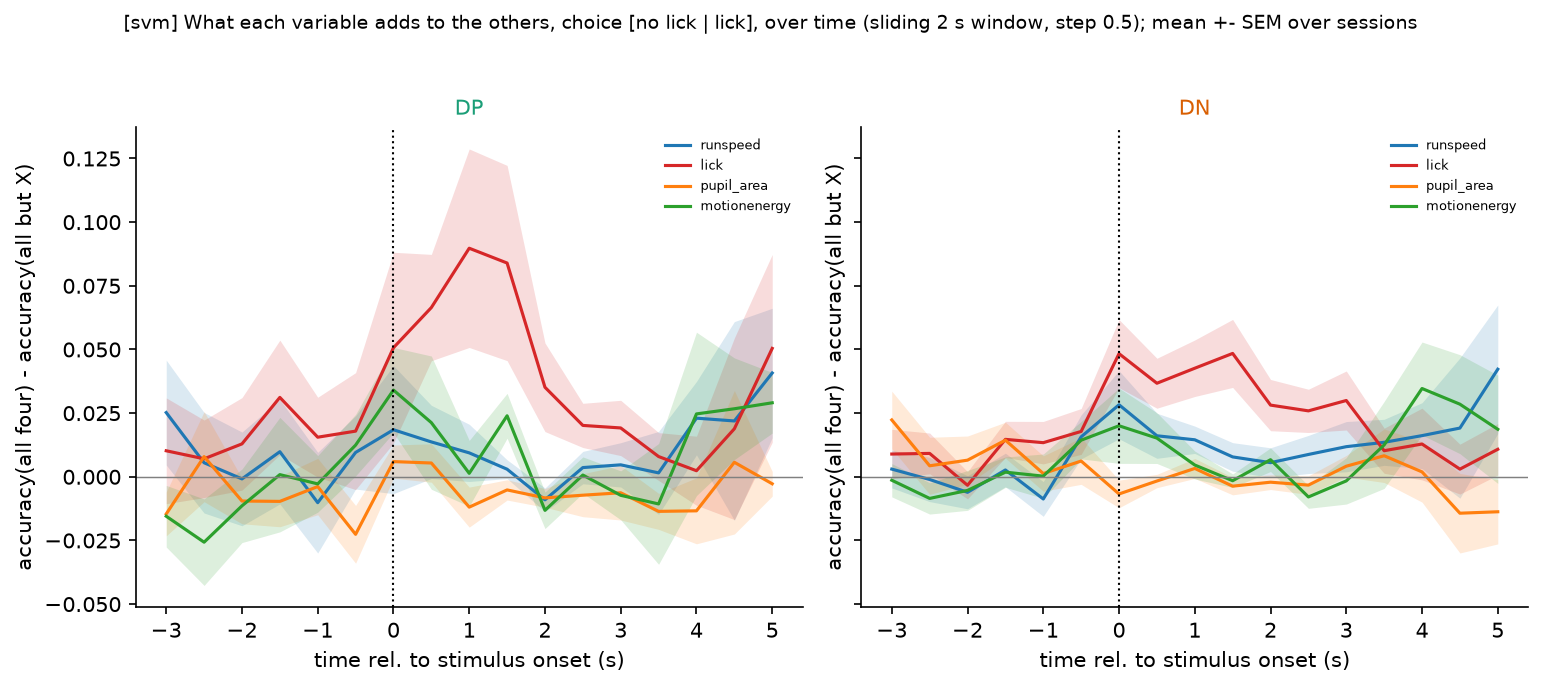 [svm] What each variable adds to the others, choice [no lick | lick], over time (sliding 2 s window, step 0.5); mean +- SEM over sessions
DP
accuracy(all four) - accuracy(all but X)
0.125
0.100
0.075
0.050
0.025
0.000
−0.025
−0.050
runspeed
lick
pupil_area
motionenergy
−3 −2 −1 0 1 2 3 4 5
time rel. to stimulus onset (s)
DN
accuracy(all four) - accuracy(all but X)
runspeed
lick
pupil_area
motionenergy
−3 −2 −1 0 1 2 3 4 5
time rel. to stimulus onset (s)